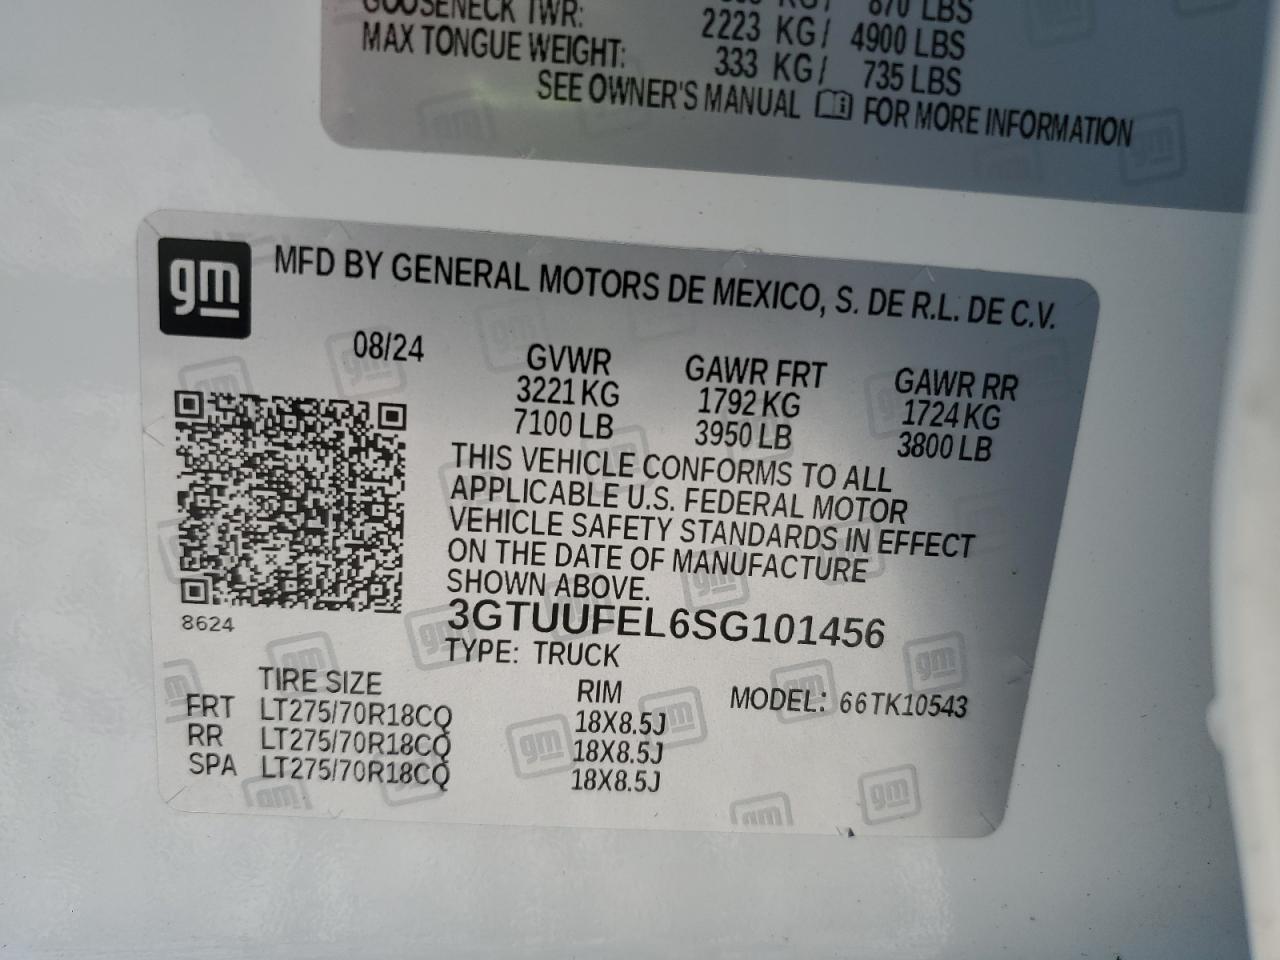 GOOSENECK TWR: KG/ 870 LBS
2223 KG/ 4900 LBS
MAX TONGUE WEIGHT: 333 KG/ 735 LBS
SEE OWNER'S MANUAL FOR MORE INFORMATION
gm
MFD BY GENERAL MOTORS DE MEXICO, S. DE R.L. DE C.V.
08/24
GVWR GAWR FRT GAWR RR
3221 KG 1792 KG 1724 KG
7100 LB 3950 LB 3800 LB
THIS VEHICLE CONFORMS TO ALL
APPLICABLE U.S. FEDERAL MOTOR
VEHICLE SAFETY STANDARDS IN EFFECT
ON THE DATE OF MANUFACTURE
SHOWN ABOVE.
8624
3GTUUFEL6SG101456
TYPE: TRUCK
TIRE SIZE RIM MODEL: 66TK10543
FRT LT275/70R18CQ 18X8.5J
RR LT275/70R18CQ 18X8.5J
SPA LT275/70R18CQ 18X8.5J